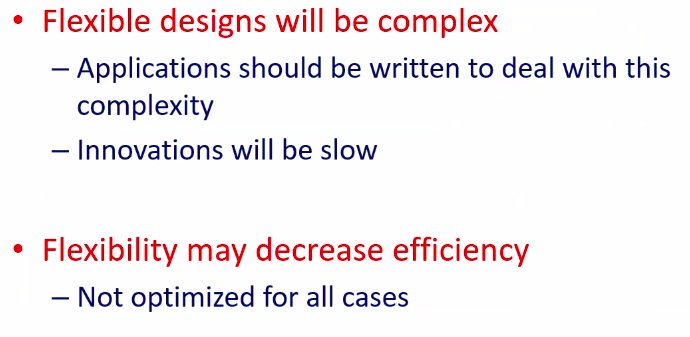 • Flexible designs will be complex
– Applications should be written to deal with this
complexity
– Innovations will be slow
• Flexibility may decrease efficiency
– Not optimized for all cases